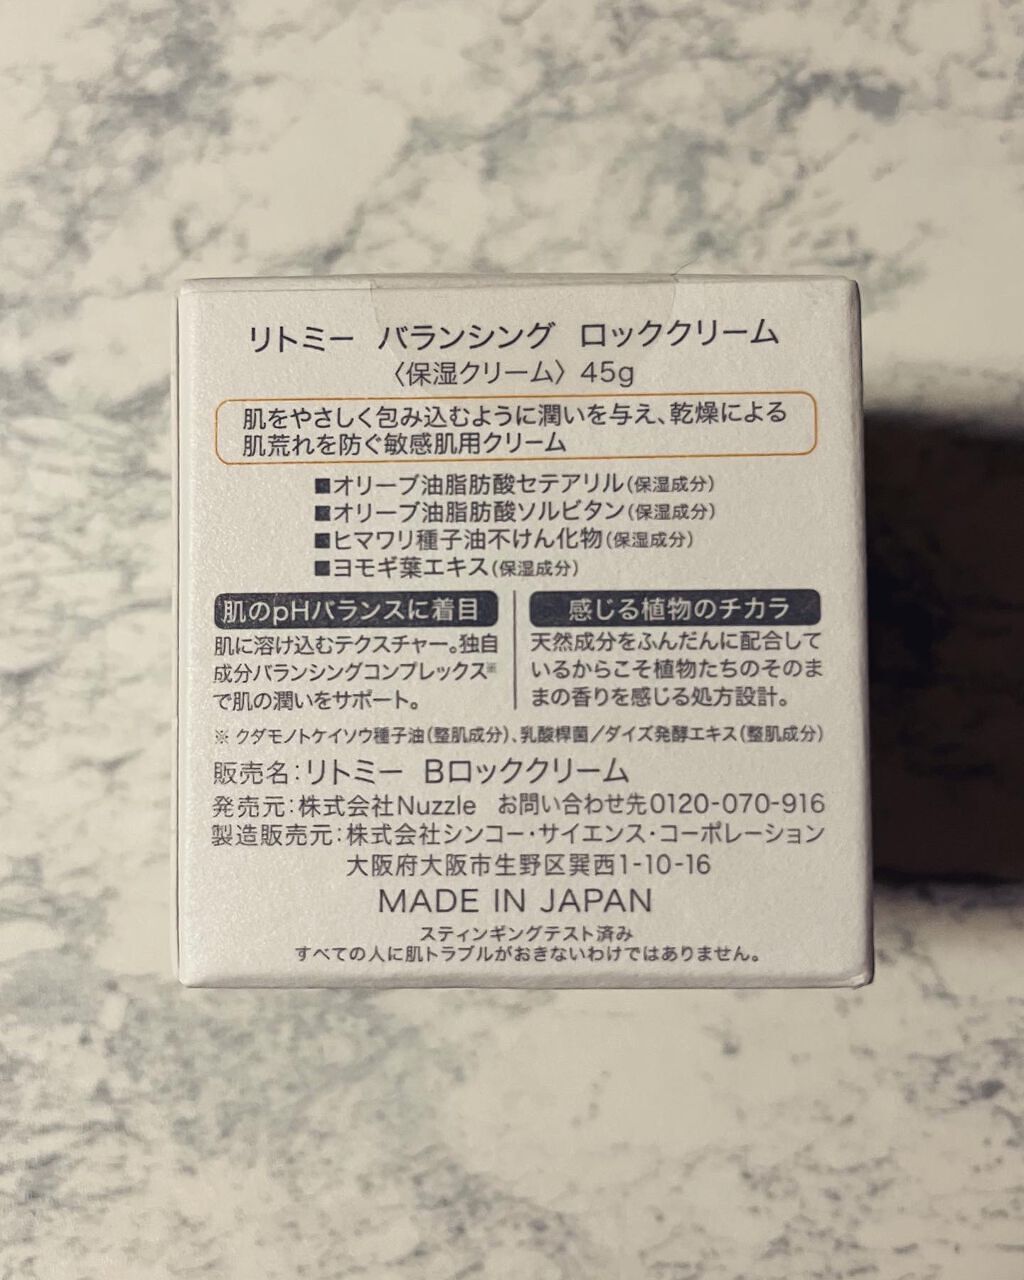 リトミー バランシング ロッククリーム
〈保湿クリーム〉45g
肌をやさしく包み込むように潤いを与え、乾燥による
肌荒れを防ぐ敏感肌用クリーム
■オリーブ油脂肪酸セテアリル(保湿成分)
■オリーブ油脂肪酸ソルビタン(保湿成分)
■ヒマワリ種子油不けん化物(保湿成分)
■ヨモギ葉エキス(保湿成分)
肌のpHバランスに着目
肌に溶け込むテクスチャー。独自
成分バランシングコンプレックス※
で肌の潤いをサポート。
感じる植物のチカラ
天然成分をふんだんに配合して
いるからこそ植物たちのそのま
まの香りを感じる処方設計。
※ クダモノトケイソウ種子油(整肌成分)、乳酸桿菌/ダイズ発酵エキス(整肌成分)
販売名:リトミー Bロッククリーム
発売元:株式会社Nuzzle お問い合わせ先0120-070-916
製造販売元:株式会社シンコー・サイエンス・コーポレーション
大阪府大阪市生野区巽西1-10-16
MADE IN JAPAN
スティンギングテスト済み
すべての人に肌トラブルがおきないわけではありません。